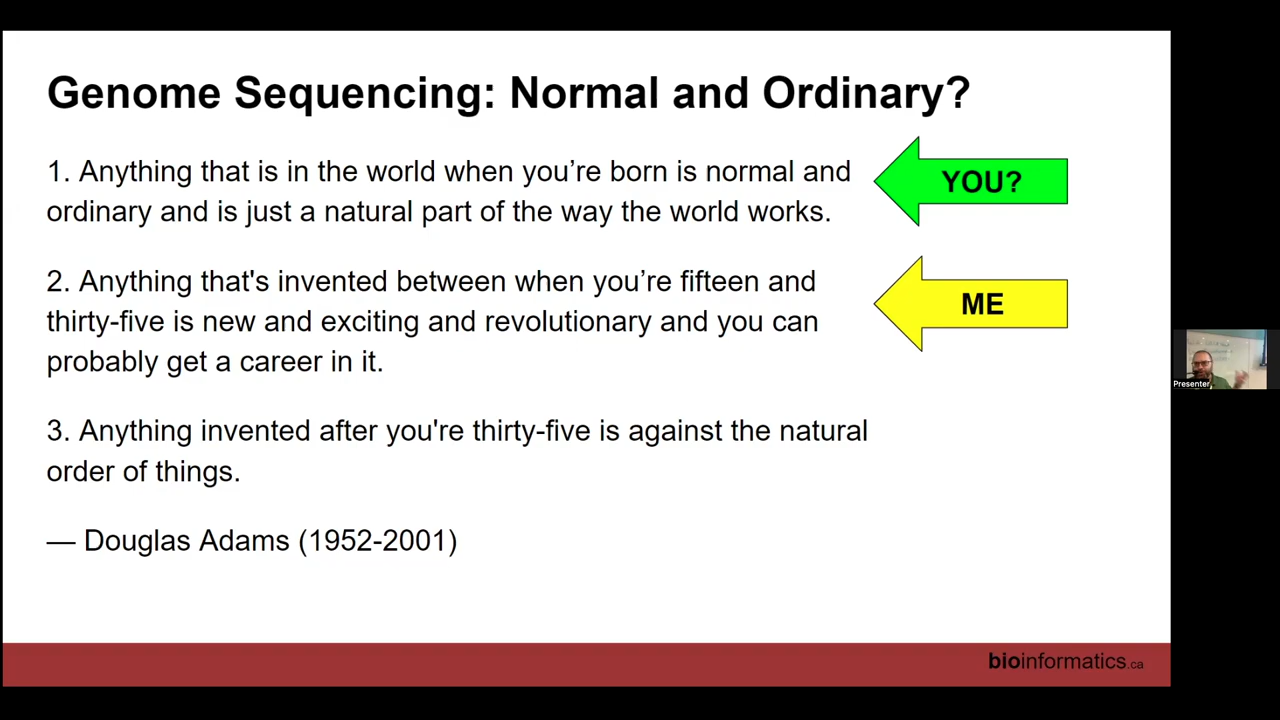 Genome Sequencing: Normal and Ordinary?
1. Anything that is in the world when you’re born is normal and
ordinary and is just a natural part of the way the world works.
YOU?
2. Anything that's invented between when you’re fifteen and
thirty-five is new and exciting and revolutionary and you can
probably get a career in it.
ME
3. Anything invented after you're thirty-five is against the natural
order of things.
— Douglas Adams (1952-2001)
Presenter
bioinformatics.ca